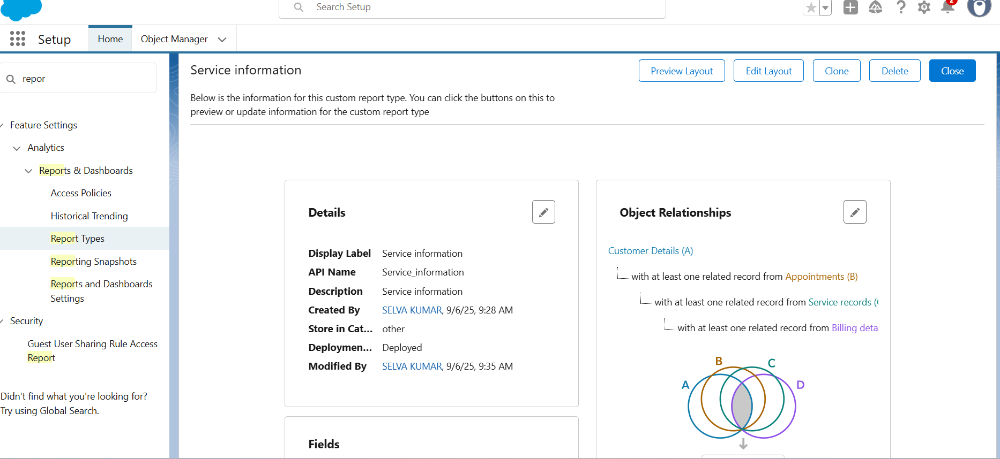 Search Setup
2
Setup
Home
Object Manager
repor
Feature Settings
Analytics
Reports & Dashboards
Access Policies
Historical Trending
Report Types
Reporting Snapshots
Reports and Dashboards
Settings
Security
Guest User Sharing Rule Access
Report
Didn't find what you're looking for?
Try using Global Search.
Service information
Preview Layout
Edit Layout
Clone
Delete
Close
Below is the information for this custom report type. You can click the buttons on this to
preview or update information for the custom report type
Details
Display Label Service information
API Name Service_information
Description Service information
Created By SELVA KUMAR, 9/6/25, 9:28 AM
Store in Cat... other
Deploymen... Deployed
Modified By SELVA KUMAR, 9/6/25, 9:35 AM
Fields
Object Relationships
Customer Details (A)
with at least one related record from Appointments (B)
with at least one related record from Service records (
with at least one related record from Billing deta
B
C
A
D